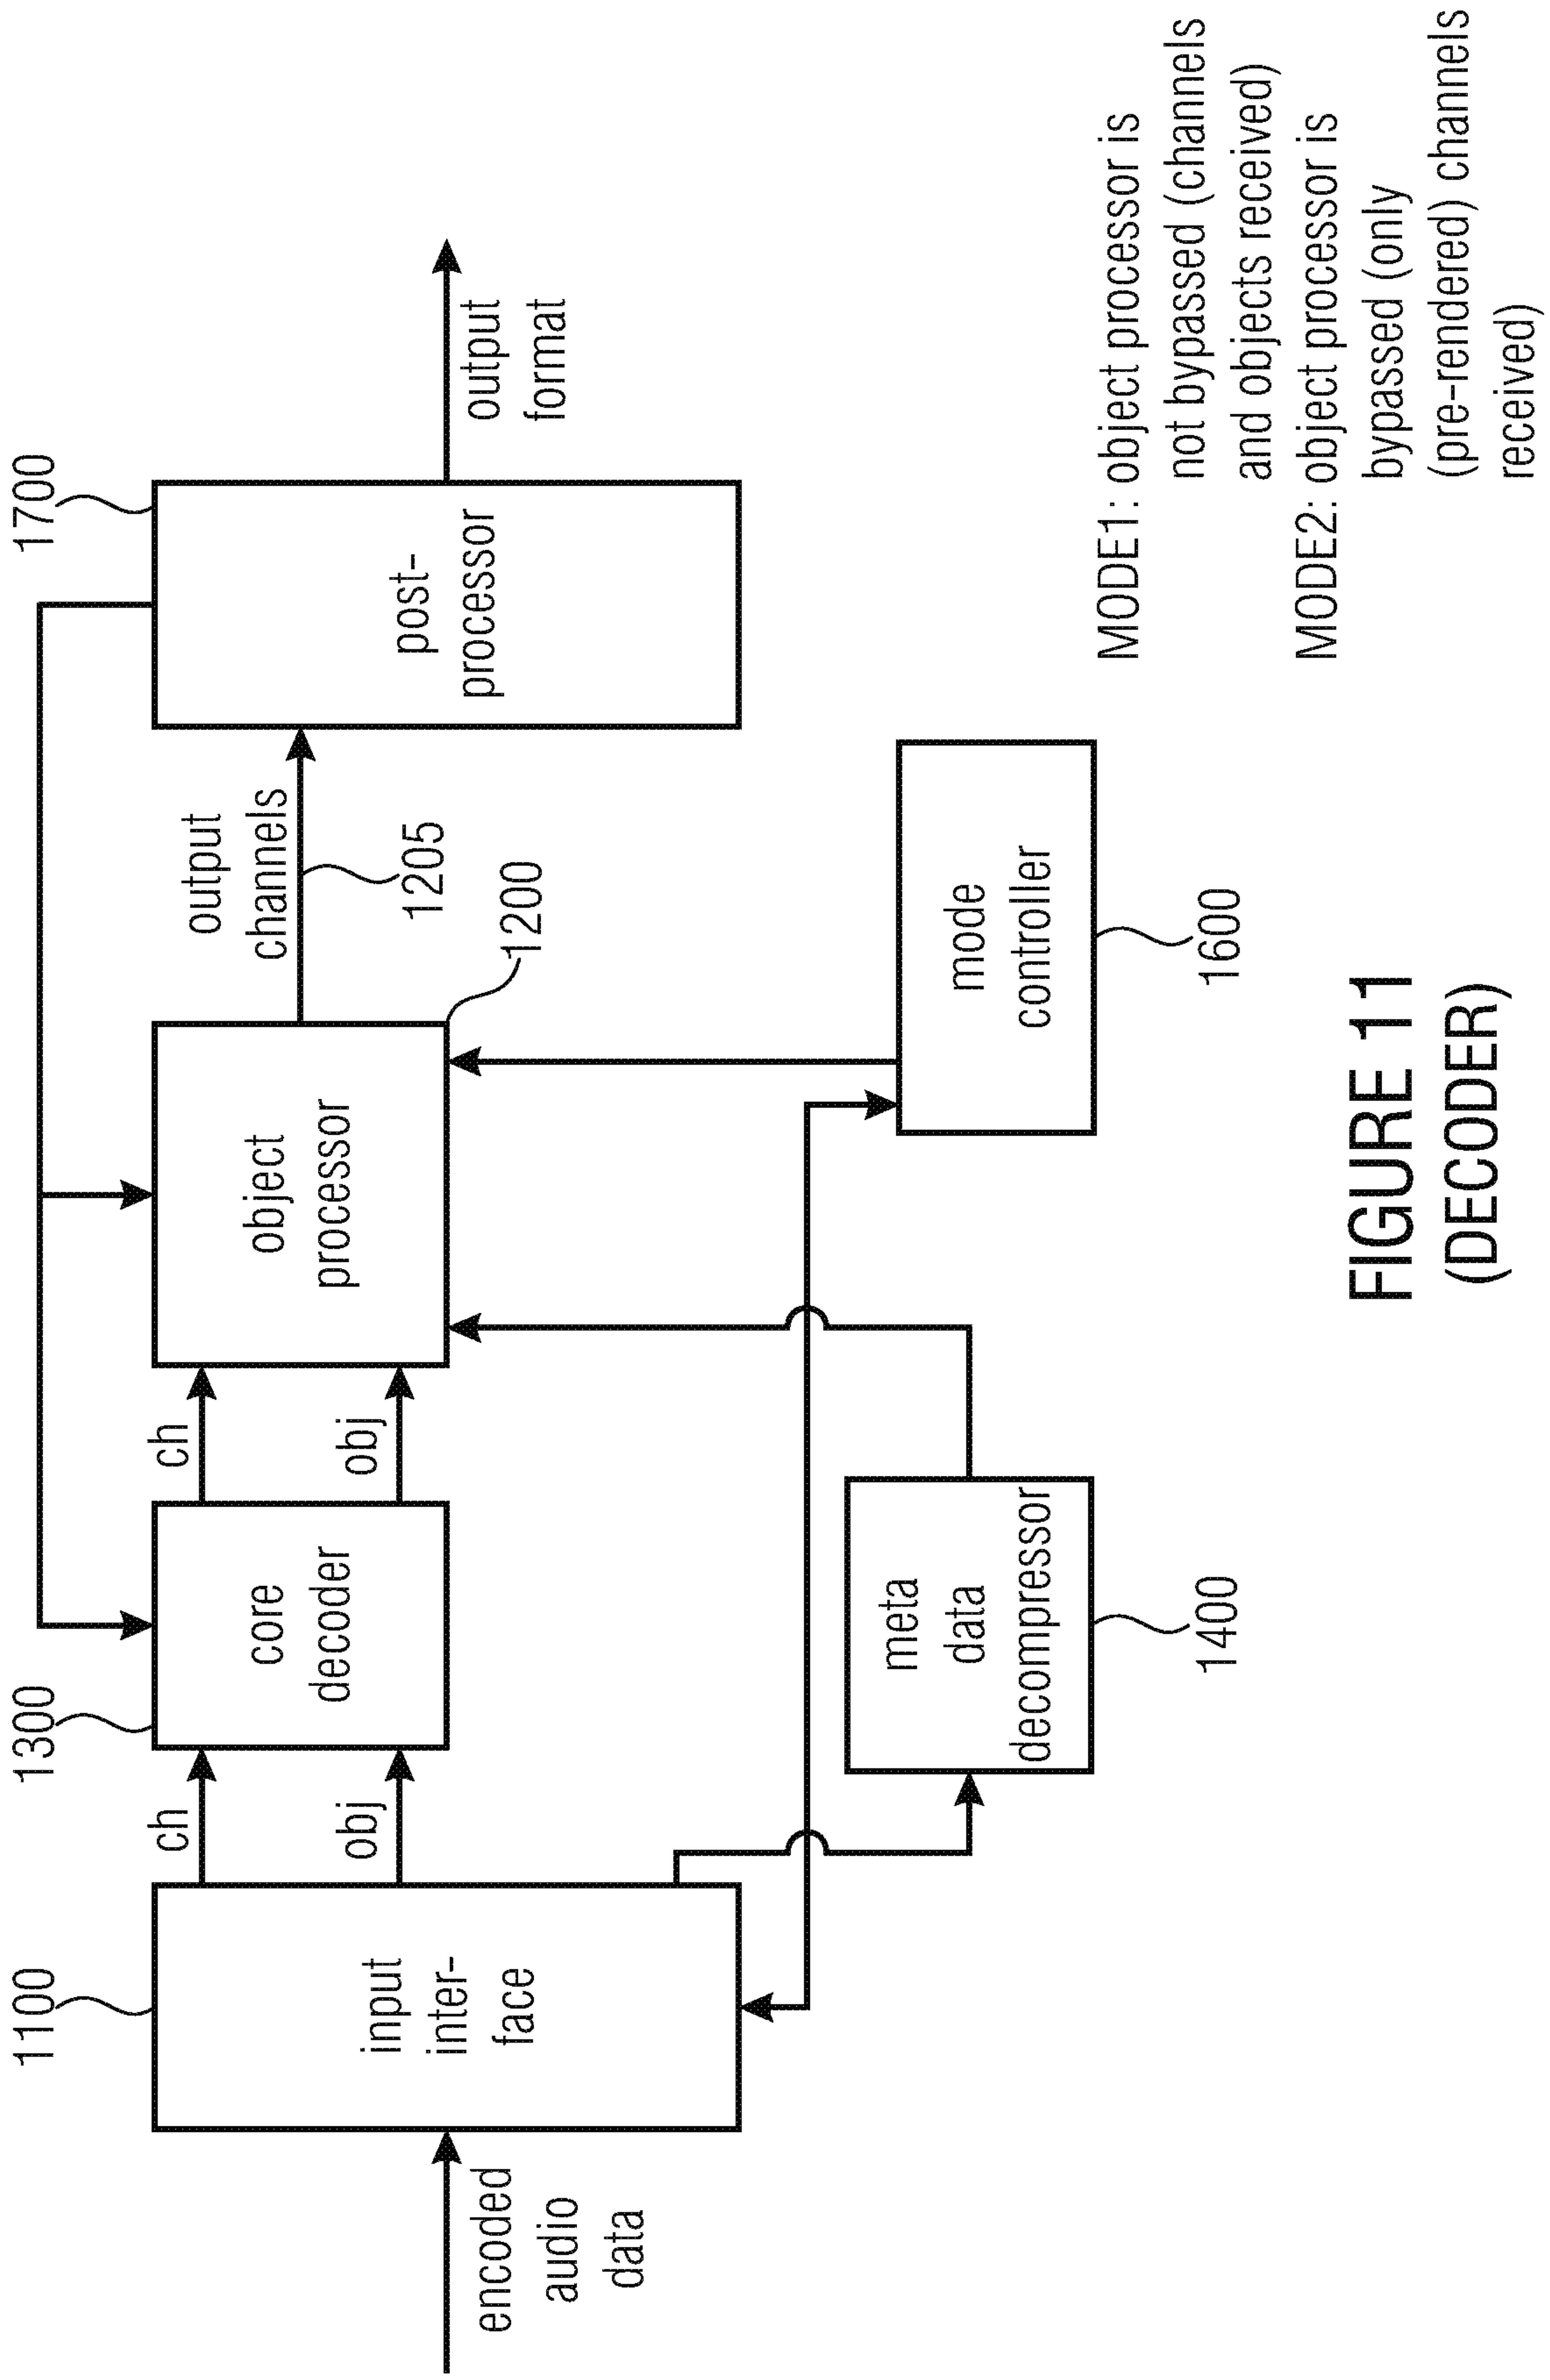 1100
1300
1700
encoded
audio
data
input
inter-
face
ch
obj
core
decoder
ch
obj
object
processor
1200
output
channels
1205
post-
processor
output
format
meta
data
decompressor
1400
mode
controller
1600
MODE1: object processor is
not bypassed (channels
and objects received)
MODE2: object processor is
bypassed (only
(pre-rendered) channels
received)
FIGURE 11
(DECODER)